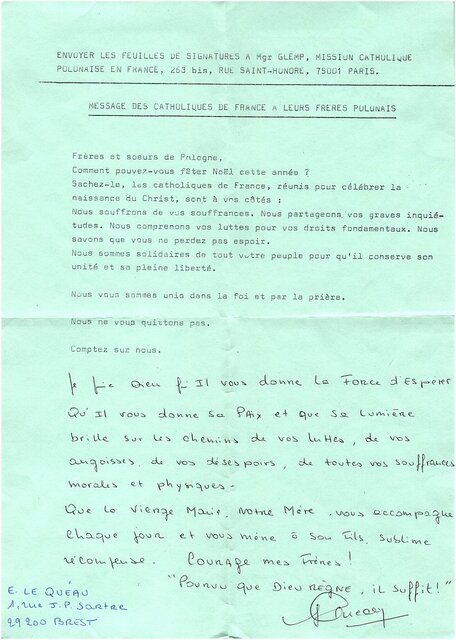 ENVOYER LES FEUILLES DE SIGNATURES A Mgr GLEMP, MISSION CATHOLIQUE
POLONAISE EN FRANCE, 263 bis, RUE SAINT-HONORE, 75001 PARIS.
MESSAGE DES CATHOLIQUES DE FRANCE A LEURS FRERES POLONAIS
Frères et soeurs de Pologne,
Comment pouvez-vous fêter Noël cette année ?
Sachez-le, les catholiques de France, réunis pour célébrer la
naissance du Christ, sont à vos côtés :
Nous souffrons de vos souffrances. Nous partageons vos graves inquié-
tudes. Nous comprenons vos luttes pour vos droits fondamentaux. Nous
savons que vous ne perdez pas espoir.
Nous sommes solidaires de tout votre peuple pour qu'il conserve son
unité et sa pleine liberté.
Nous vous sommes unis dans la foi et par la prière.
Nous ne vous quittons pas.
Comptez sur nous.
Je prie Dieu qu'Il vous donne la Force d'Espérer
Qu'Il vous donne sa Paix et que sa Lumière
brille sur les chemins de vos luttes, de vos
angoisses, de vos désespoirs, de toutes vos souffrances
morales et physiques.
Que la Vierge Marie, Notre Mère, vous accompagne
chaque jour et vous mène à son Fils, sublime
récompense. Courage mes Frères !
"Pourvu que Dieu RÈGNE, il suffit !"
E. LE QUÉAU
1, rue J.P. Sartre
29200 BREST